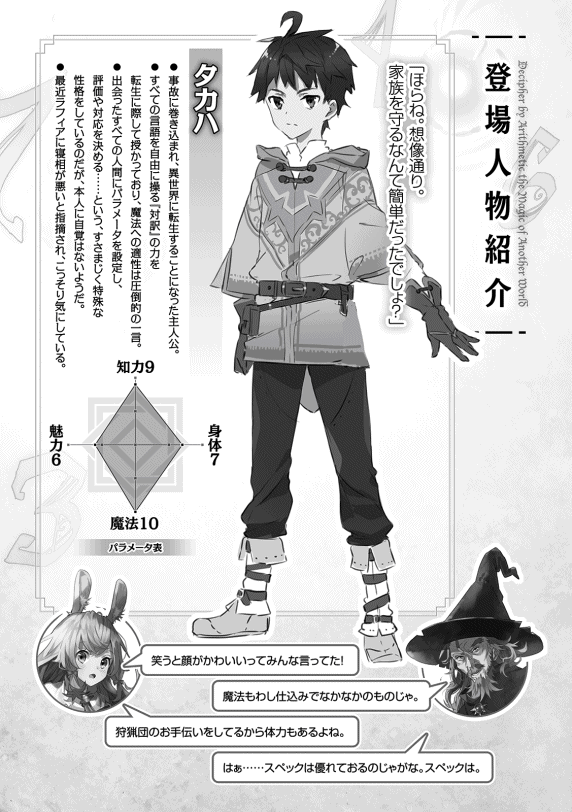 登場人物紹介
Decipher by Arithmetic the Magic of Another World
「ほらね。想像通り。
家族を守るなんて簡単だったでしょ?」
タカハ
● 事故に巻き込まれ、異世界に転生することになった主人公。
● すべての言語を自由に操る『対訳』の力を
転生に際して授かっており、魔法への適性は圧倒的の一言。
● 出会ったすべての人間にパラメータを設定し、
評価や対応を決める……という、すさまじく特殊な
性格をしているのだが、本人に自覚はないようだ。
● 最近ラフィアに寝相が悪いと指摘され、こっそり気にしている。
知力9
身体7
魅力6
魔法10
パラメータ表
笑うと顔がかわいいってみんな言ってた!
魔法もわし仕込みでなかなかのものじゃ。
狩猟団のお手伝いをしてるから体力もあるよね。
はぁ……スペックは優れておるのじゃがな。スペックは。